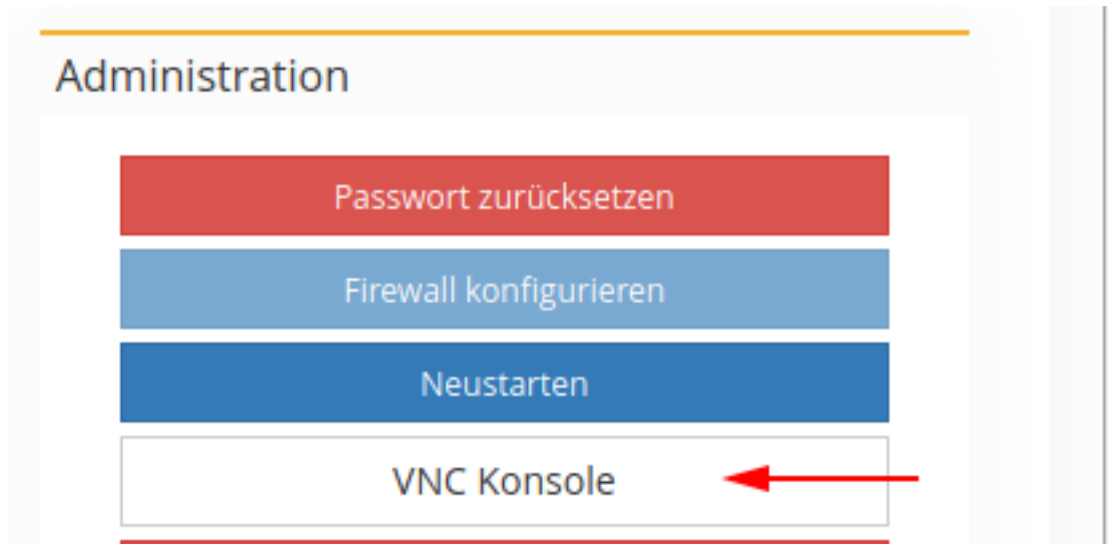 Administration
Passwort zurücksetzen
Firewall konfigurieren
Neustarten
VNC Konsole